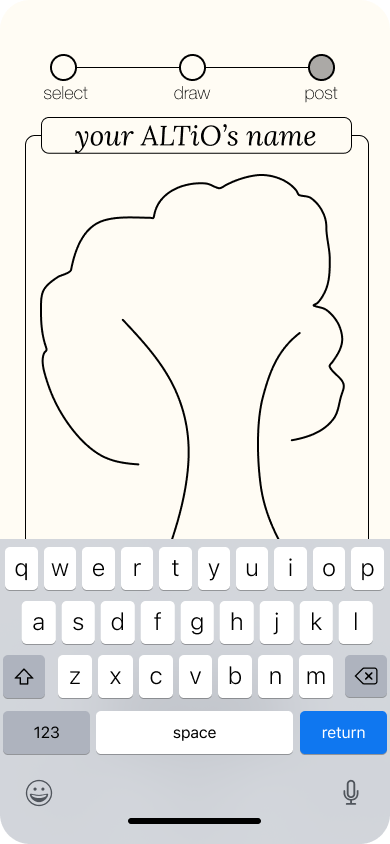 select draw post
your ALTiO’s name
q w e r t y u i o p
a s d f g h j k l
z x c v b n m
123 space return